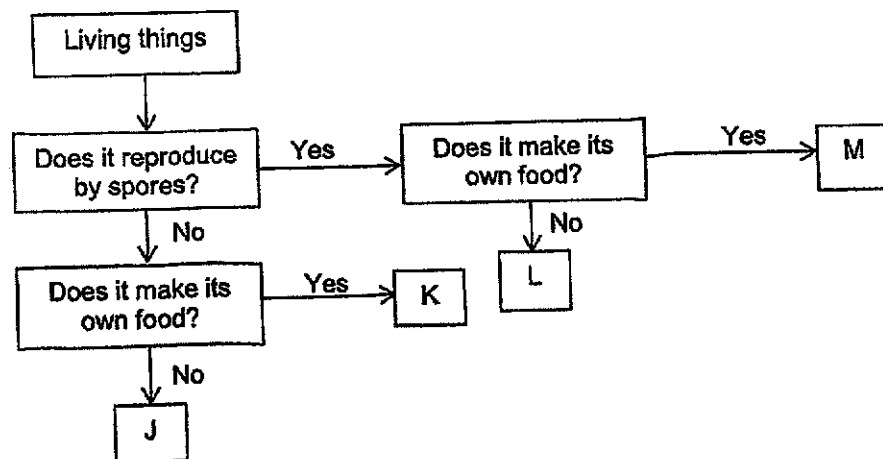 Living things
Does it reproduce
by spores?
Yes
Does it make its
own food?
Yes
M
No
No
L
Does it make its
own food?
Yes
K
No
J